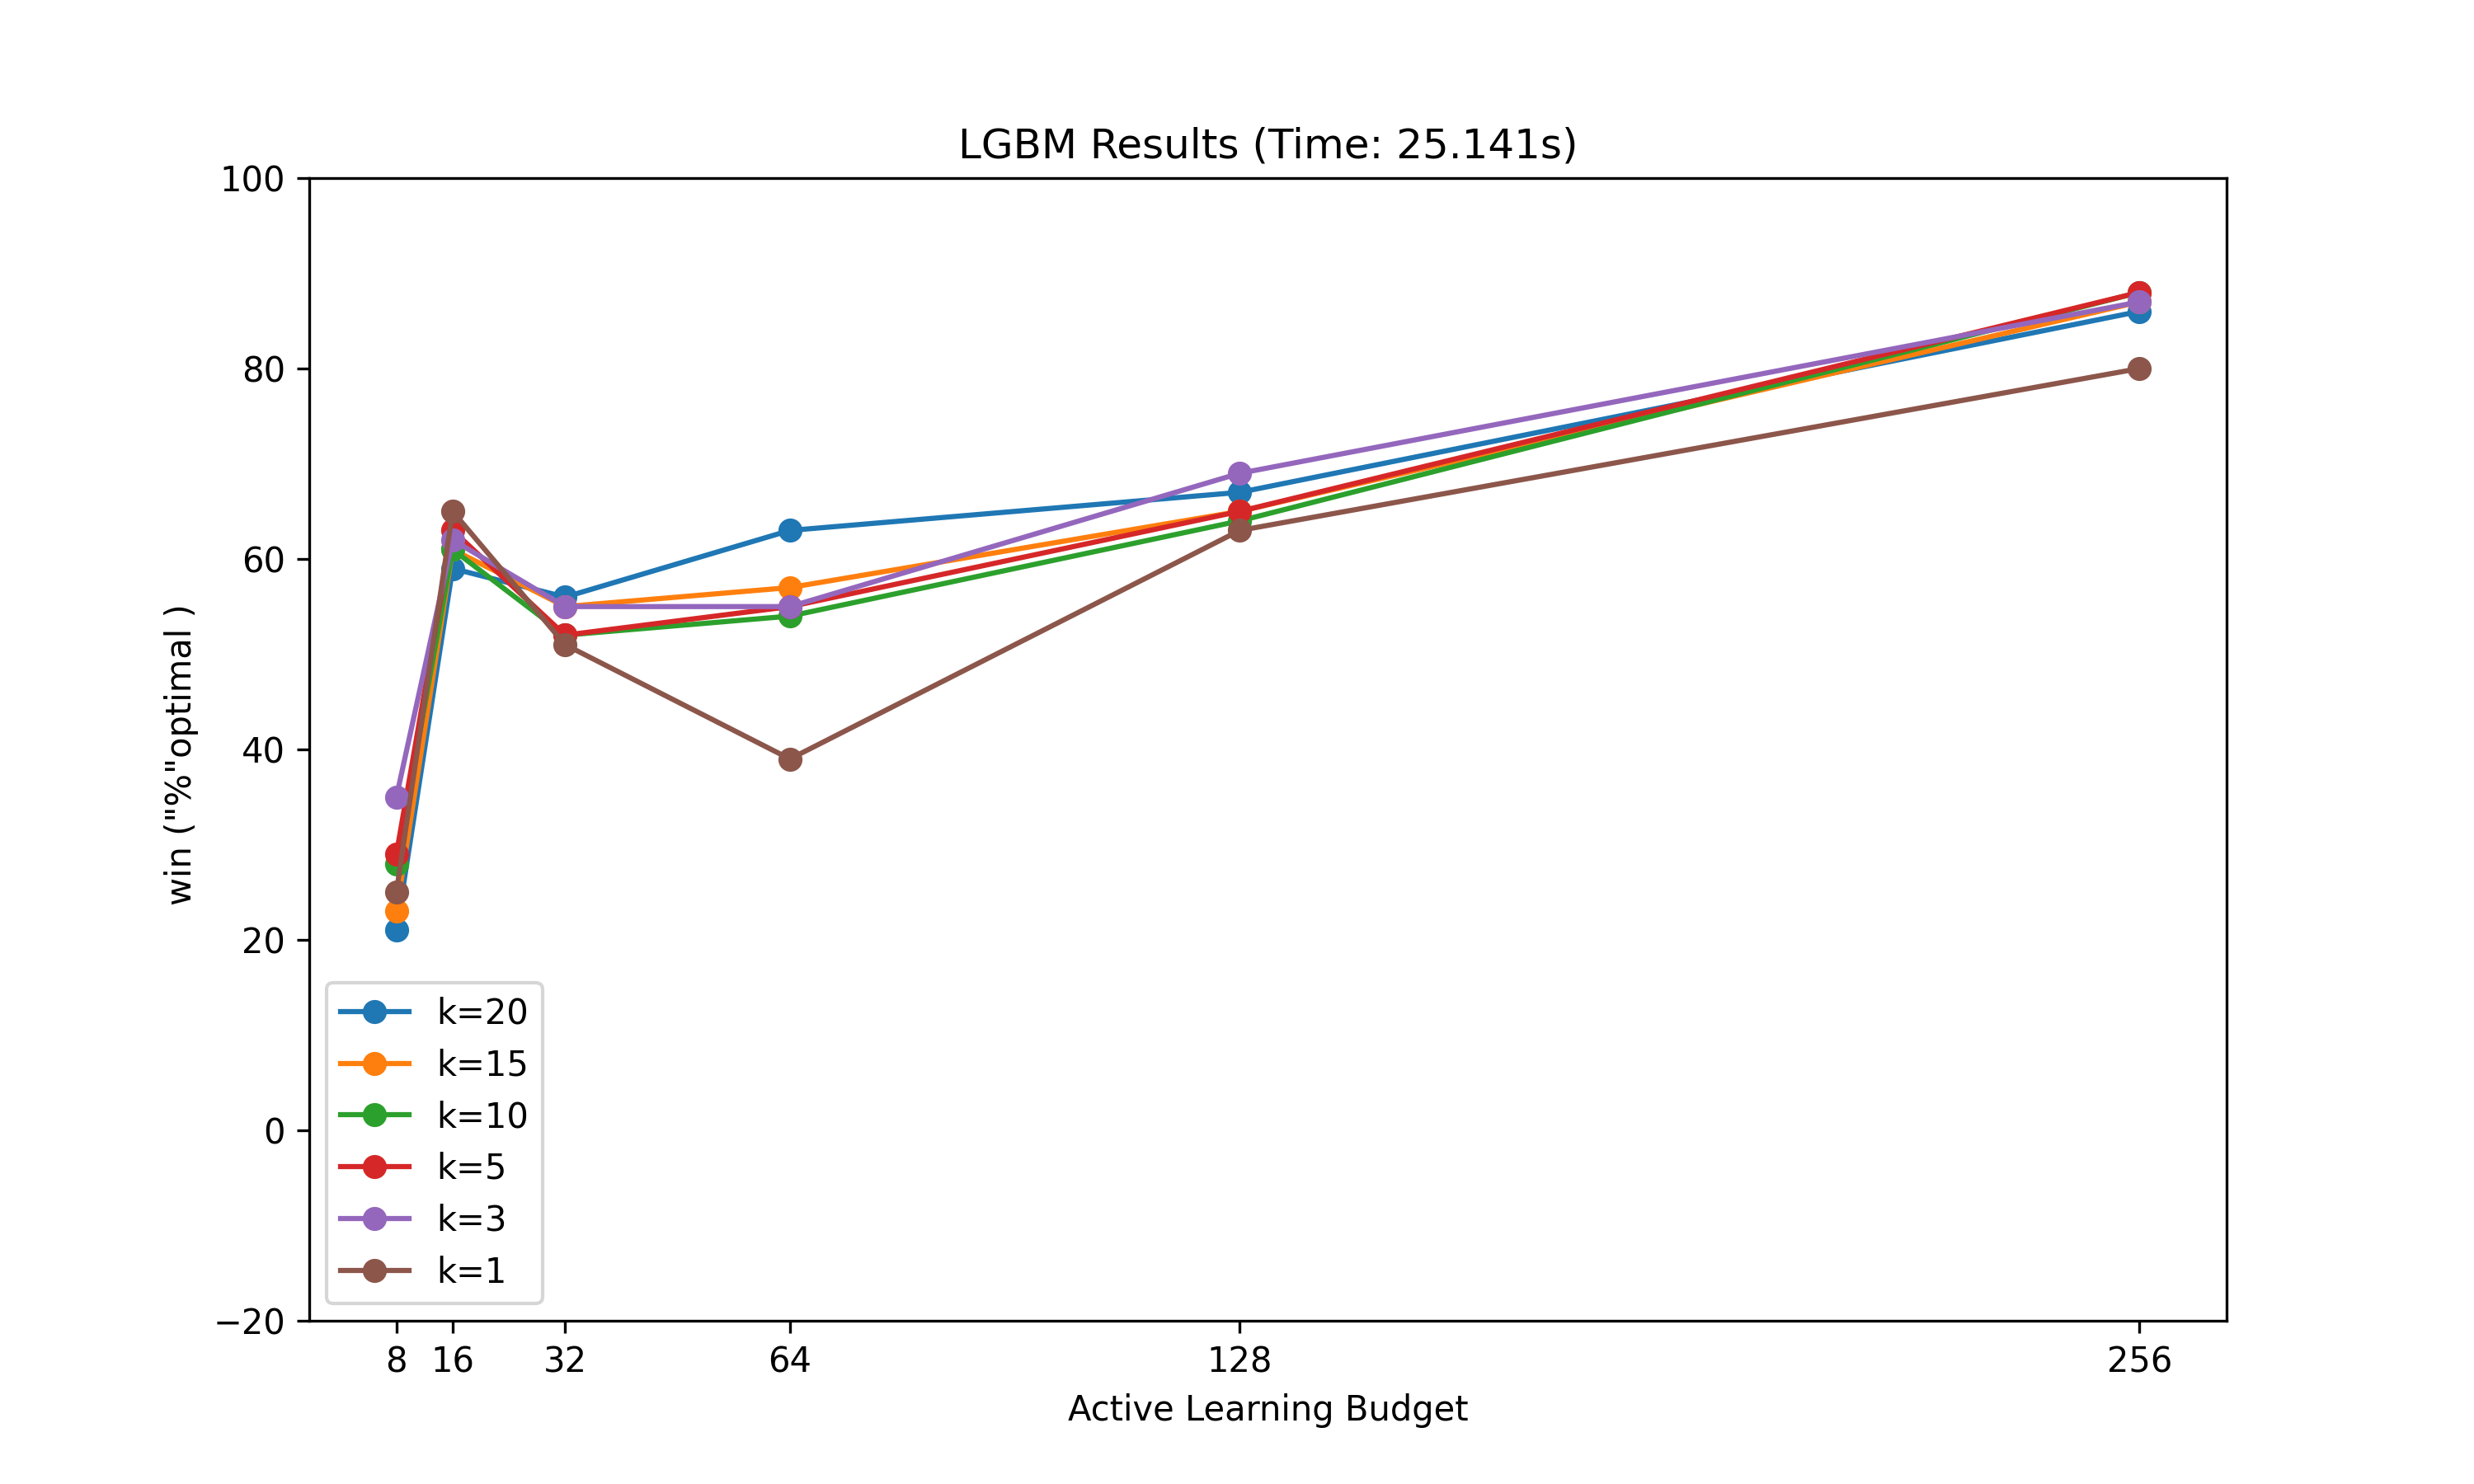 LGBM Results (Time: 25.141s)
100
80
60
40
20
0
−20
win ("%"optimal )
k=20
k=15
k=10
k=5
k=3
k=1
8 16 32 64 128 256
Active Learning Budget